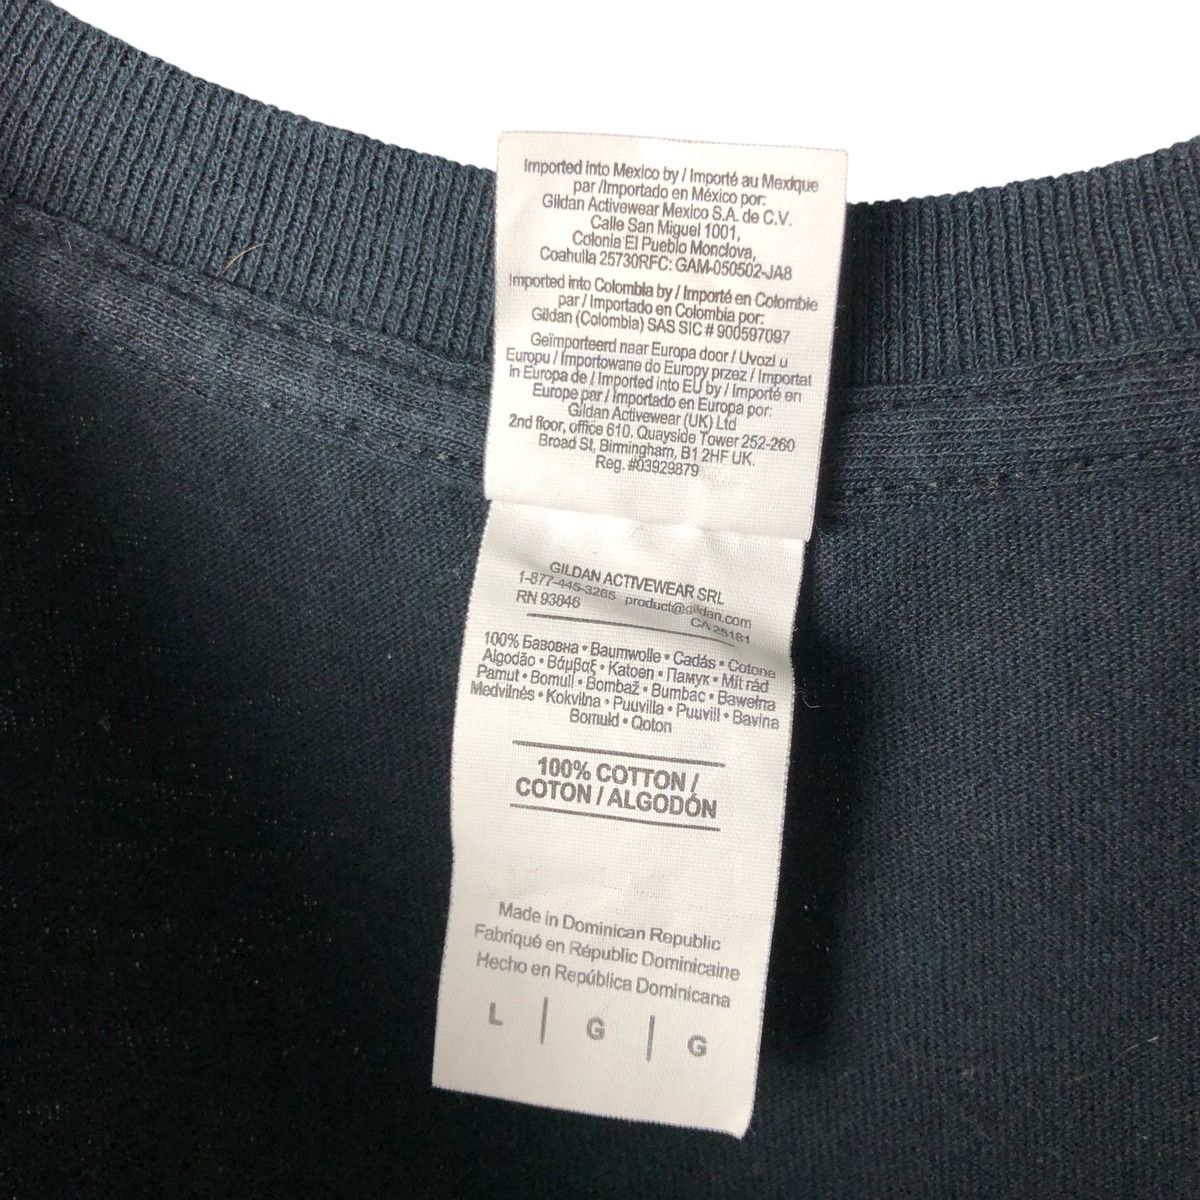 Imported into Mexico by / Importé au Mexique
par /Importado en México por:
Gildan Activewear Mexico S.A. de C.V.
Calle San Miguel 1001,
Colonia El Pueblo Monclova,
Coahuila 25730RFC: GAM-050502-JA8
Imported into Colombia by / Importé en Colombie
par / Importado en Colombia por:
Gildan (Colombia) SAS SIC # 900597097
Geïmporteerd naar Europa door / Uvozi u
Europu / Importowane do Europy przez / Importat
in Europa de / Imported into EU by / Importé en
Europe par / Importado en Europa por:
Gildan Activewear (UK) Ltd
2nd floor, office 610. Quayside Tower 252-260
Broad St, Birmingham, B1 2HF UK.
Reg. #03929879
GILDAN ACTIVEWEAR SRL
1-877-445-3265 product@gildan.com
RN 93846 CA 25181
100% Бавовна • Baumwolle • Cadás • Cotone
Algodão • Βάμβαξ • Katoen • Памук • Mit rád
Pamut • Bomull • Bombaž • Bumbac • Bawełna
Medvilnės • Kokvilna • Puuvilla • Puuvill • Bavlna
Bomuld • Qoton
100% COTTON /
COTON / ALGODÓN
Made in Dominican Republic
Fabriqué en Républic Dominicaine
Hecho en República Dominicana
L | G | G